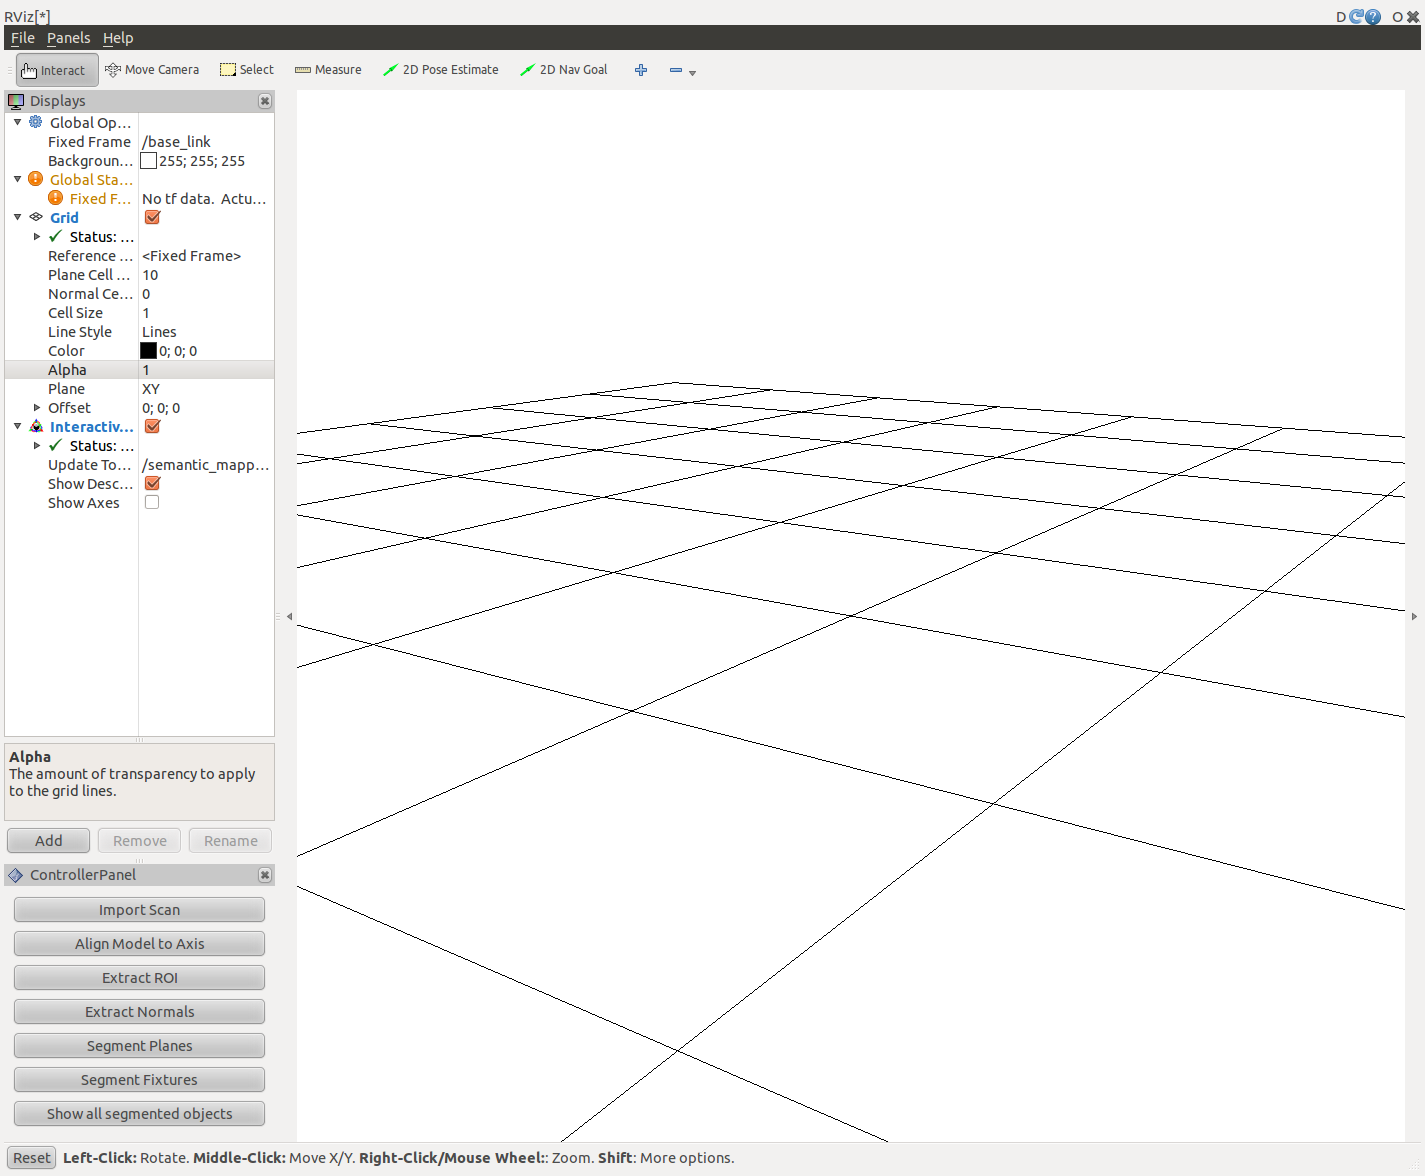 RViz[*] D O
File Panels Help
Interact Move Camera Select Measure 2D Pose Estimate 2D Nav Goal
Displays
Global Op...
Fixed Frame /base_link
Backgroun... 255; 255; 255
Global Sta...
Fixed F... No tf data. Actu...
Grid
Status: ...
Reference ... <Fixed Frame>
Plane Cell ... 10
Normal Ce... 0
Cell Size 1
Line Style Lines
Color 0; 0; 0
Alpha 1
Plane XY
Offset 0; 0; 0
Interactiv...
Status: ...
Update To... /semantic_mapp...
Show Desc...
Show Axes
Alpha
The amount of transparency to apply
to the grid lines.
Add Remove Rename
ControllerPanel
Import Scan
Align Model to Axis
Extract ROI
Extract Normals
Segment Planes
Segment Fixtures
Show all segmented objects
Reset Left-Click: Rotate. Middle-Click: Move X/Y. Right-Click/Mouse Wheel:: Zoom. Shift: More options.